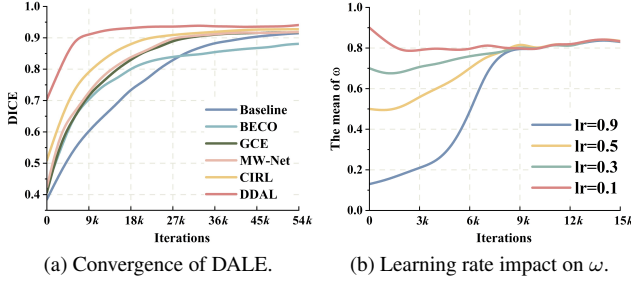 1.0
0.9
0.8
0.7
0.6
0.5
0.4
DICE
0
9k
18k
27k
36k
45k
54k
Iterations
Baseline
BECO
GCE
MW-Net
CIRL
DDAL
(a) Convergence of DALE.
1.0
0.8
0.6
0.4
0.2
0.0
The mean of ω
0
3k
6k
9k
12k
15k
Iterations
lr=0.9
lr=0.5
lr=0.3
lr=0.1
(b) Learning rate impact on ω.